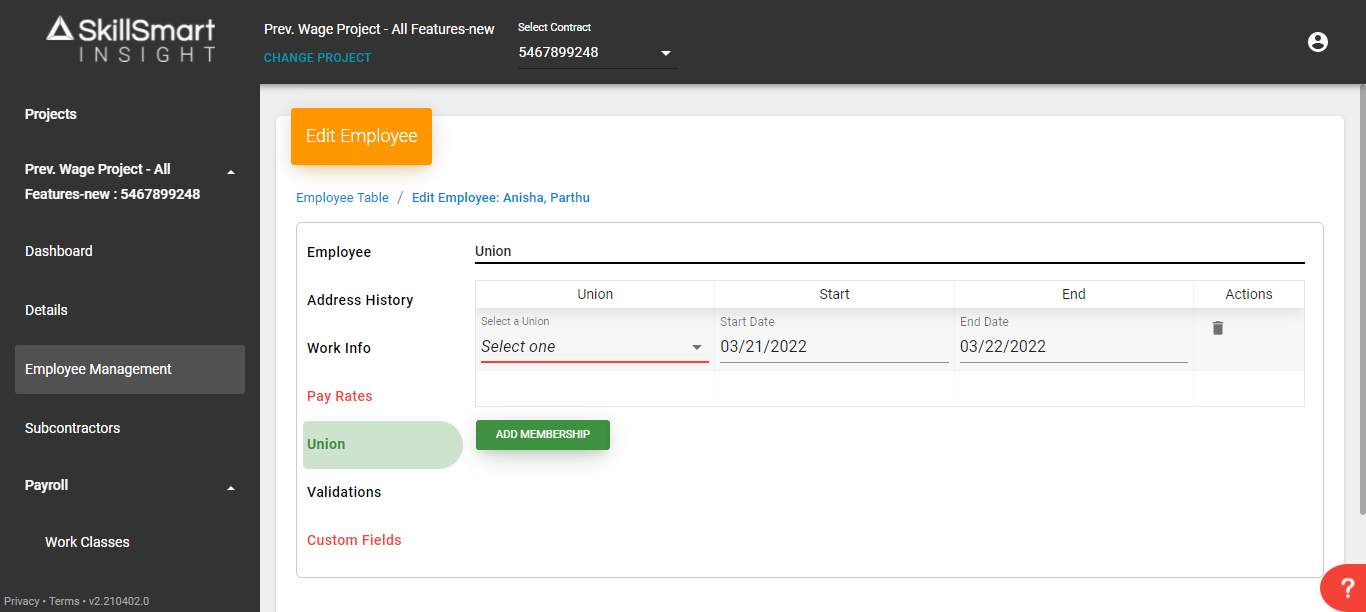 SkillSmart
INSIGHT
Prev. Wage Project - All Features-new
CHANGE PROJECT
Select Contract
5467899248
Projects
Prev. Wage Project - All
Features-new : 5467899248
Dashboard
Details
Employee Management
Subcontractors
Payroll
Work Classes
Privacy • Terms • v2.210402.0
Edit Employee
Employee Table / Edit Employee: Anisha, Parthu
Employee
Address History
Work Info
Pay Rates
Union
Validations
Custom Fields
Union
Union Start End Actions
Select a Union Start Date End Date
Select one 03/21/2022 03/22/2022
ADD MEMBERSHIP
?